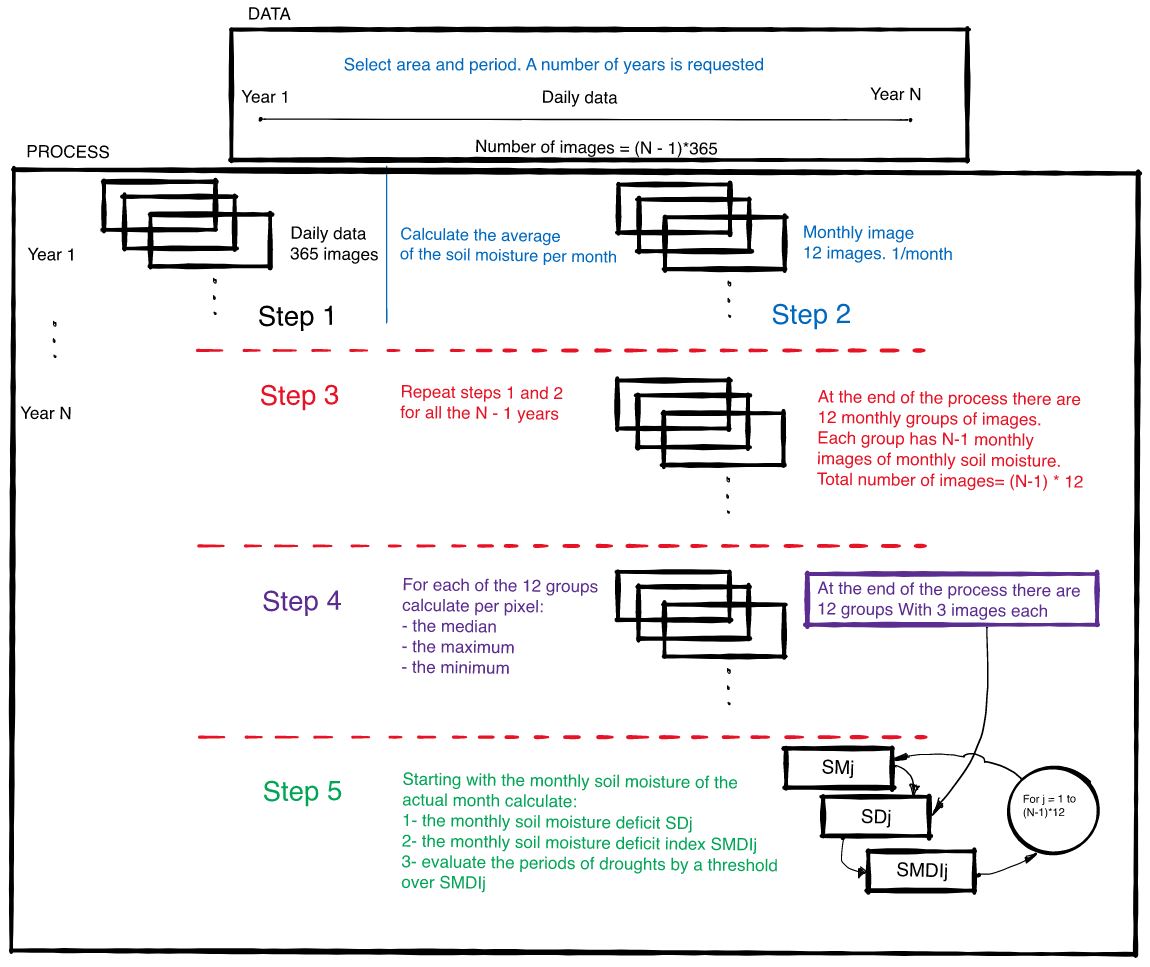 DATA
Select area and period. A number of years is requested
Year 1
Daily data
Year N
Number of images = (N - 1)*365
PROCESS
Year 1
Daily data
365 images
Calculate the average
of the soil moisture per month
Monthly image
12 images. 1/month
Step 1
Step 2
Year N
Step 3
Repeat steps 1 and 2
for all the N - 1 years
At the end of the process there are
12 monthly groups of images.
Each group has N-1 monthly
images of monthly soil moisture.
Total number of images= (N-1) * 12
Step 4
For each of the 12 groups
calculate per pixel:
- the median
- the maximum
- the minimum
At the end of the process there are
12 groups With 3 images each
Step 5
Starting with the monthly soil moisture of the
actual month calculate:
1- the monthly soil moisture deficit SDj
2- the monthly soil moisture deficit index SMDIj
3- evaluate the periods of droughts by a threshold
over SMDIj
SMj
SDj
SMDIj
For j = 1 to
(N-1)*12